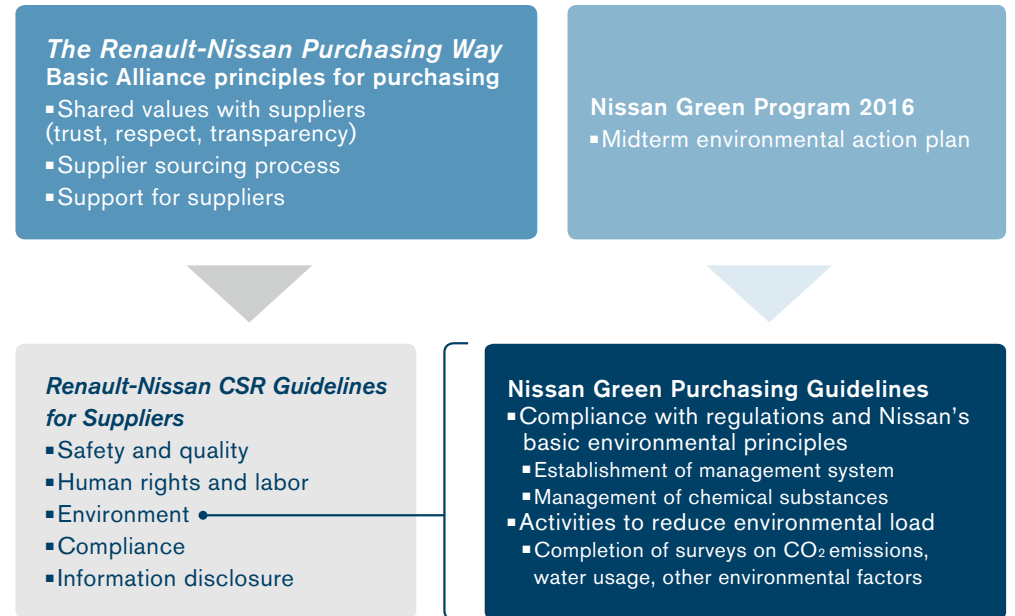 The Renault-Nissan Purchasing Way
Basic Alliance principles for purchasing
▪Shared values with suppliers
(trust, respect, transparency)
▪Supplier sourcing process
▪Support for suppliers
Nissan Green Program 2016
▪Midterm environmental action plan
Renault-Nissan CSR Guidelines
for Suppliers
▪Safety and quality
▪Human rights and labor
▪Environment
▪Compliance
▪Information disclosure
Nissan Green Purchasing Guidelines
▪Compliance with regulations and Nissan’s
basic environmental principles
▪Establishment of management system
▪Management of chemical substances
▪Activities to reduce environmental load
▪Completion of surveys on CO₂ emissions,
water usage, other environmental factors